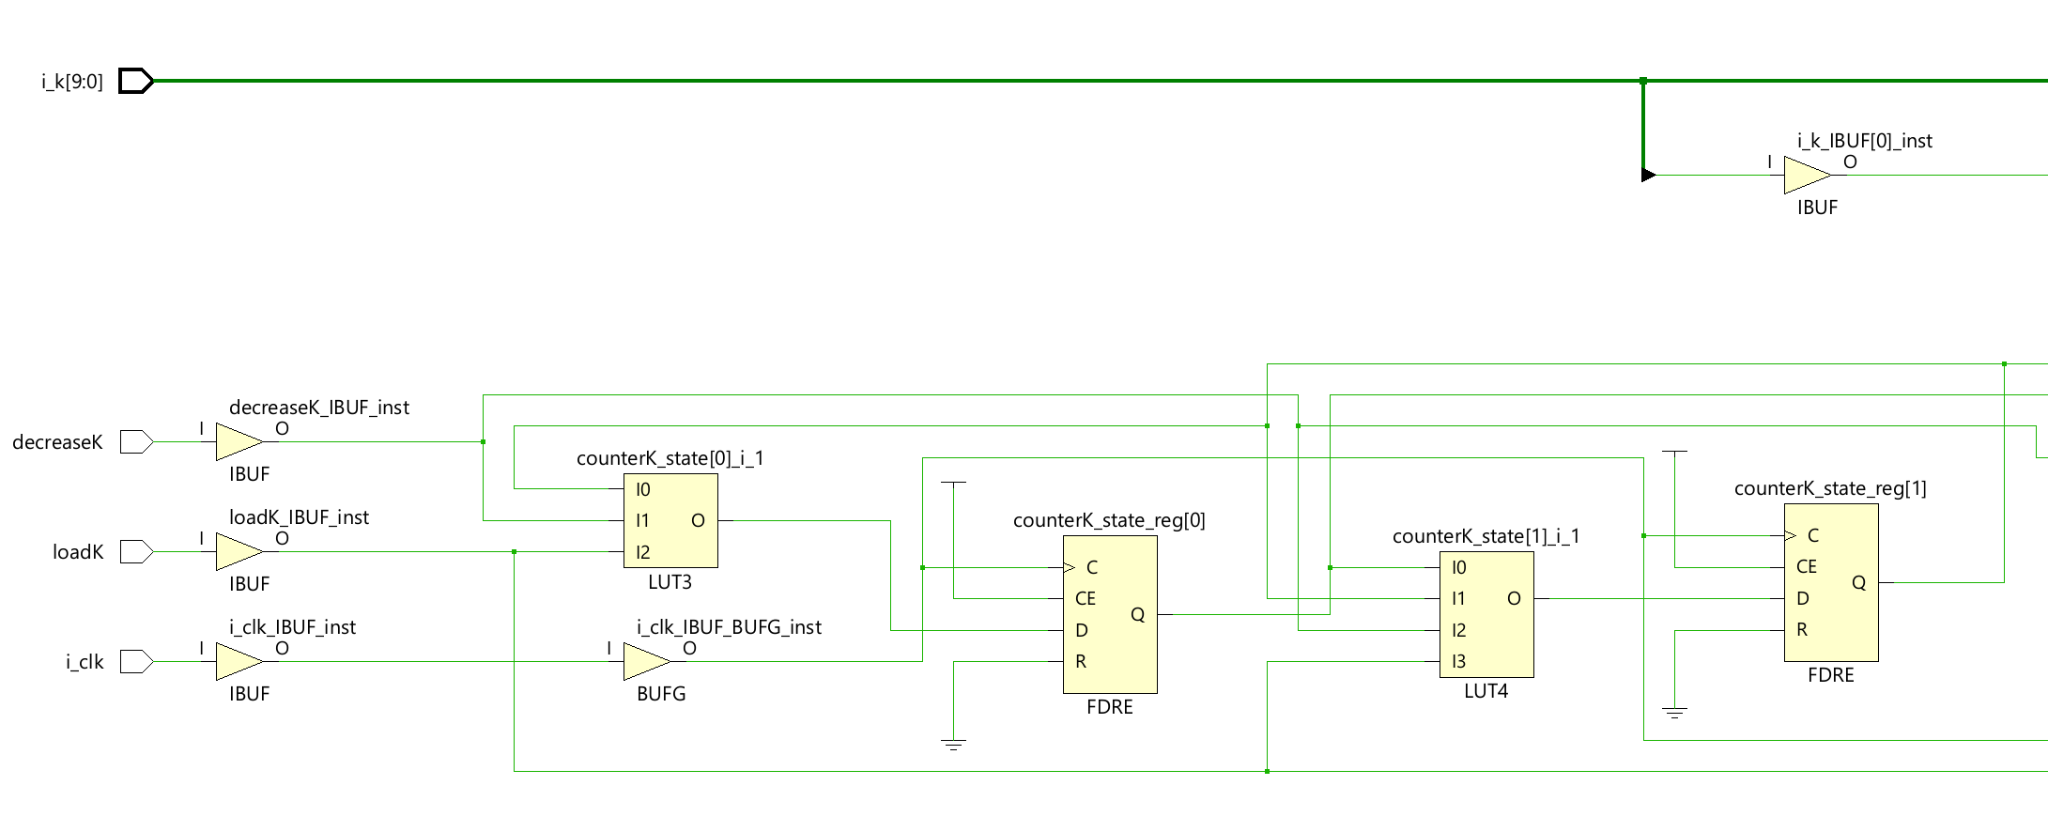 i_k[9:0]
i_k_IBUF[0]_inst
I
O
IBUF
decreaseK_IBUF_inst
decreaseK
I
O
IBUF
loadK_IBUF_inst
loadK
I
O
IBUF
i_clk_IBUF_inst
i_clk
I
O
IBUF
counterK_state[0]_i_1
I0
I1
O
I2
LUT3
i_clk_IBUF_BUFG_inst
I
O
BUFG
counterK_state_reg[0]
C
CE
Q
D
R
FDRE
counterK_state[1]_i_1
I0
I1
O
I2
I3
LUT4
counterK_state_reg[1]
C
CE
Q
D
R
FDRE